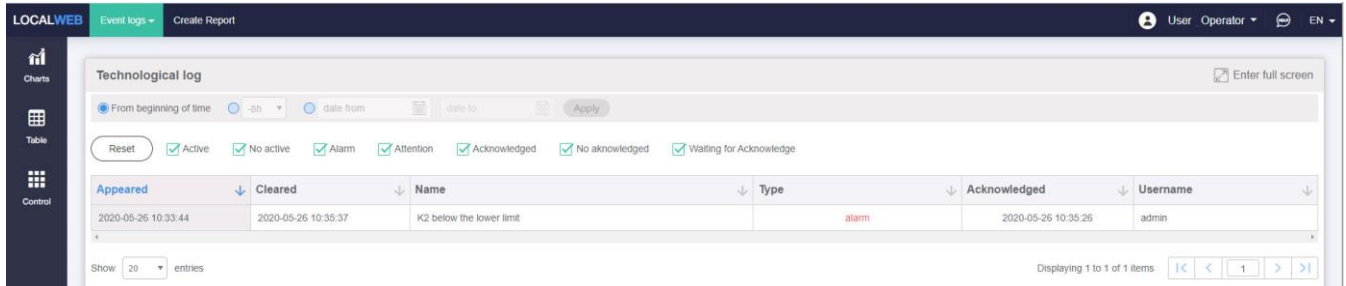 LOCALWEB Event logs Create Report User Operator EN
Charts
Table
Control
Technological log Enter full screen
From beginning of time -8h date from date to Apply
Reset Active No active Alarm Attention Acknowledged No aknowledged Waiting for Acknowledge
Appeared Cleared Name Type Acknowledged Username
2020-05-26 10:33:44 2020-05-26 10:35:37 K2 below the lower limit alarm 2020-05-26 10:35:26 admin
Show 20 entries Displaying 1 to 1 of 1 items 1